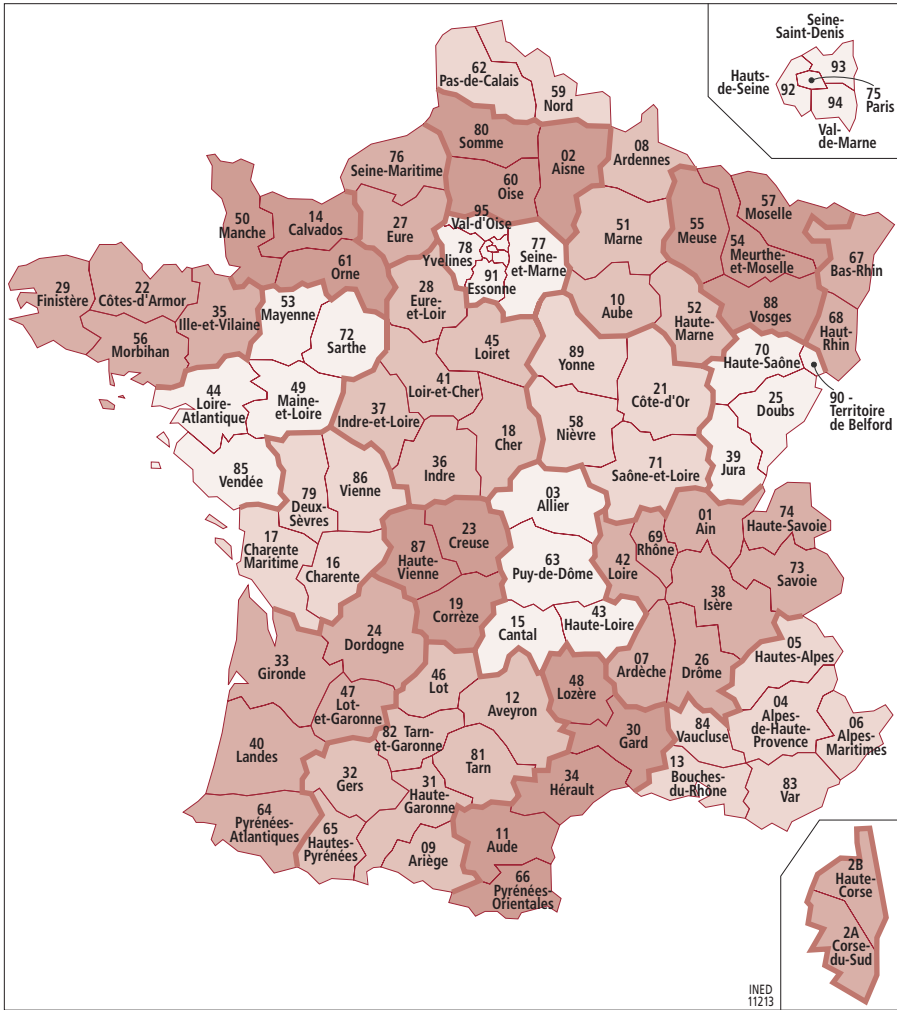 62
Pas-de-Calais
59
Nord
Seine-
Saint-Denis
Hauts-
de-Seine
92
93
94
75
Paris
Val-
de-Marne
80
Somme
02
Aisne
08
Ardennes
76
Seine-Maritime
60
Oise
57
Moselle
50
Manche
14
Calvados
27
Eure
95
Val-d'Oise
51
Marne
55
Meuse
54
Meurthe-
et-Moselle
67
Bas-Rhin
78
Yvelines
77
Seine-
et-Marne
91
Essonne
61
Orne
29
Finistère
22
Côtes-d'Armor
35
Ille-et-Vilaine
53
Mayenne
28
Eure-
et-Loir
10
Aube
52
Haute-
Marne
88
Vosges
68
Haut-
Rhin
56
Morbihan
72
Sarthe
45
Loiret
89
Yonne
70
Haute-Saône
90 -
Territoire
de Belford
44
Loire-
Atlantique
49
Maine-
et-Loire
41
Loir-et-Cher
21
Côte-d'Or
25
Doubs
37
Indre-et-Loire
18
Cher
58
Nièvre
39
Jura
85
Vendée
79
Deux-
Sèvres
86
Vienne
36
Indre
71
Saône-et-Loire
03
Allier
17
Charente
Maritime
16
Charente
87
Haute-
Vienne
23
Creuse
63
Puy-de-Dôme
42
Loire
69
Rhône
01
Ain
74
Haute-Savoie
73
Savoie
38
Isère
19
Corrèze
15
Cantal
43
Haute-Loire
24
Dordogne
33
Gironde
07
Ardèche
26
Drôme
05
Hautes-Alpes
46
Lot
12
Aveyron
48
Lozère
47
Lot-
et-Garonne
82 Tarn-
et-Garonne
40
Landes
30
Gard
84
Vaucluse
04
Alpes-
de-Haute-
Provence
06
Alpes-
Maritimes
32
Gers
31
Haute-
Garonne
81
Tarn
34
Hérault
13
Bouches-
du-Rhône
83
Var
64
Pyrénées-
Atlantiques
65
Hautes-
Pyrénées
09
Ariège
11
Aude
66
Pyrénées-
Orientales
2B
Haute-
Corse
2A
Corse-
du-Sud
INED
11213